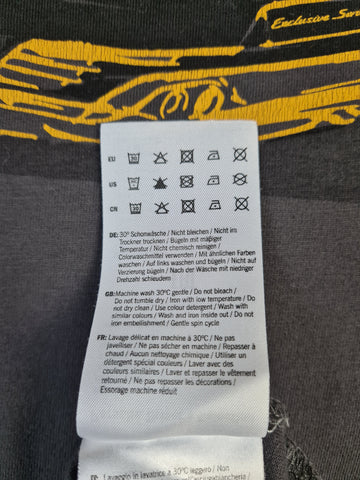 Exclusive
EU 30
US 30
CN 30
DE: 30° Schonwäsche / Nicht bleichen / Nicht ins
Trockner trocknen / Bügeln mit mäßiger
Temperatur / Nicht chemisch reinigen /
Colorwaschmittel verwenden / Mit ähnlichen Farben
waschen / Auf links waschen und bügeln / Nicht auf
Verzierung bügeln / Nach der Wäsche mit niedriger
Drehzahl schleudern
GB: Machine wash 30°C gentle / Do not bleach /
Do not tumble dry / Iron with low temperature / Do
not dry clean / Use mild color detergent / Wash with
similar colours / Wash and iron inside out / Do not
iron embellishment / Gentle spin cycle
FR: Lavage délicat en machine à 30°C / Ne pas
javelliser / Ne pas sécher en machine / Repasser à
chaud / Aucun nettoyage chimique / Utiliser un
détergent spécial couleurs / Laver avec des
couleurs similaires / Laver et repasser le vêtement
retourné / Ne pas repasser les décorations /
Essorage machine réduit
Lavaggio in lavatrice a 30°C leggero / Non